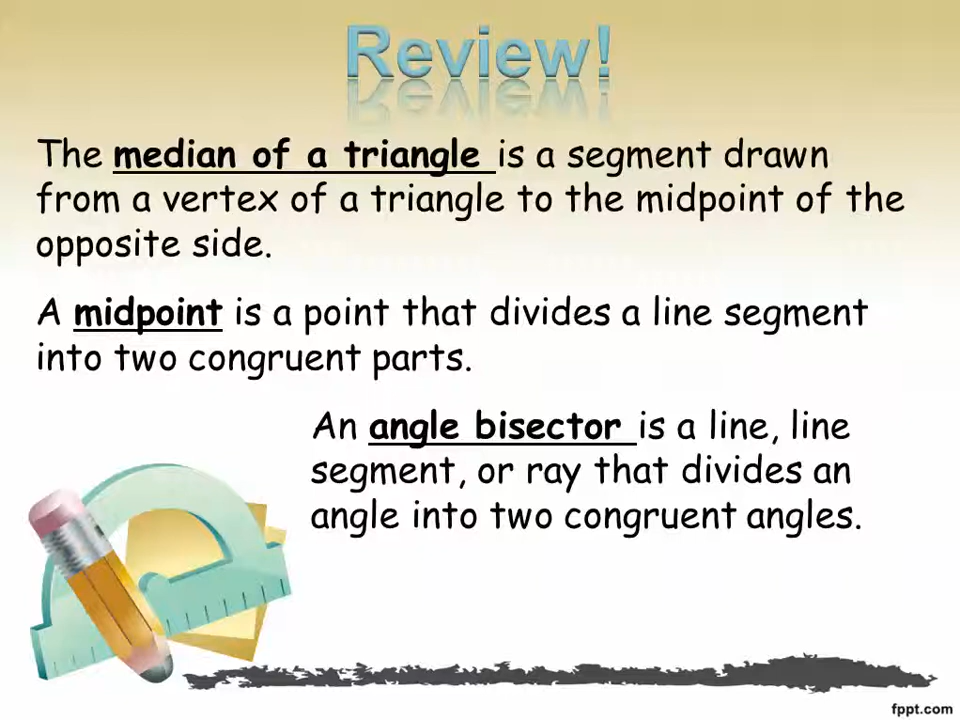 Review!
The median of a triangle is a segment drawn
from a vertex of a triangle to the midpoint of the
opposite side.
A midpoint is a point that divides a line segment
into two congruent parts.
An angle bisector is a line, line
segment, or ray that divides an
angle into two congruent angles.
fppt.com